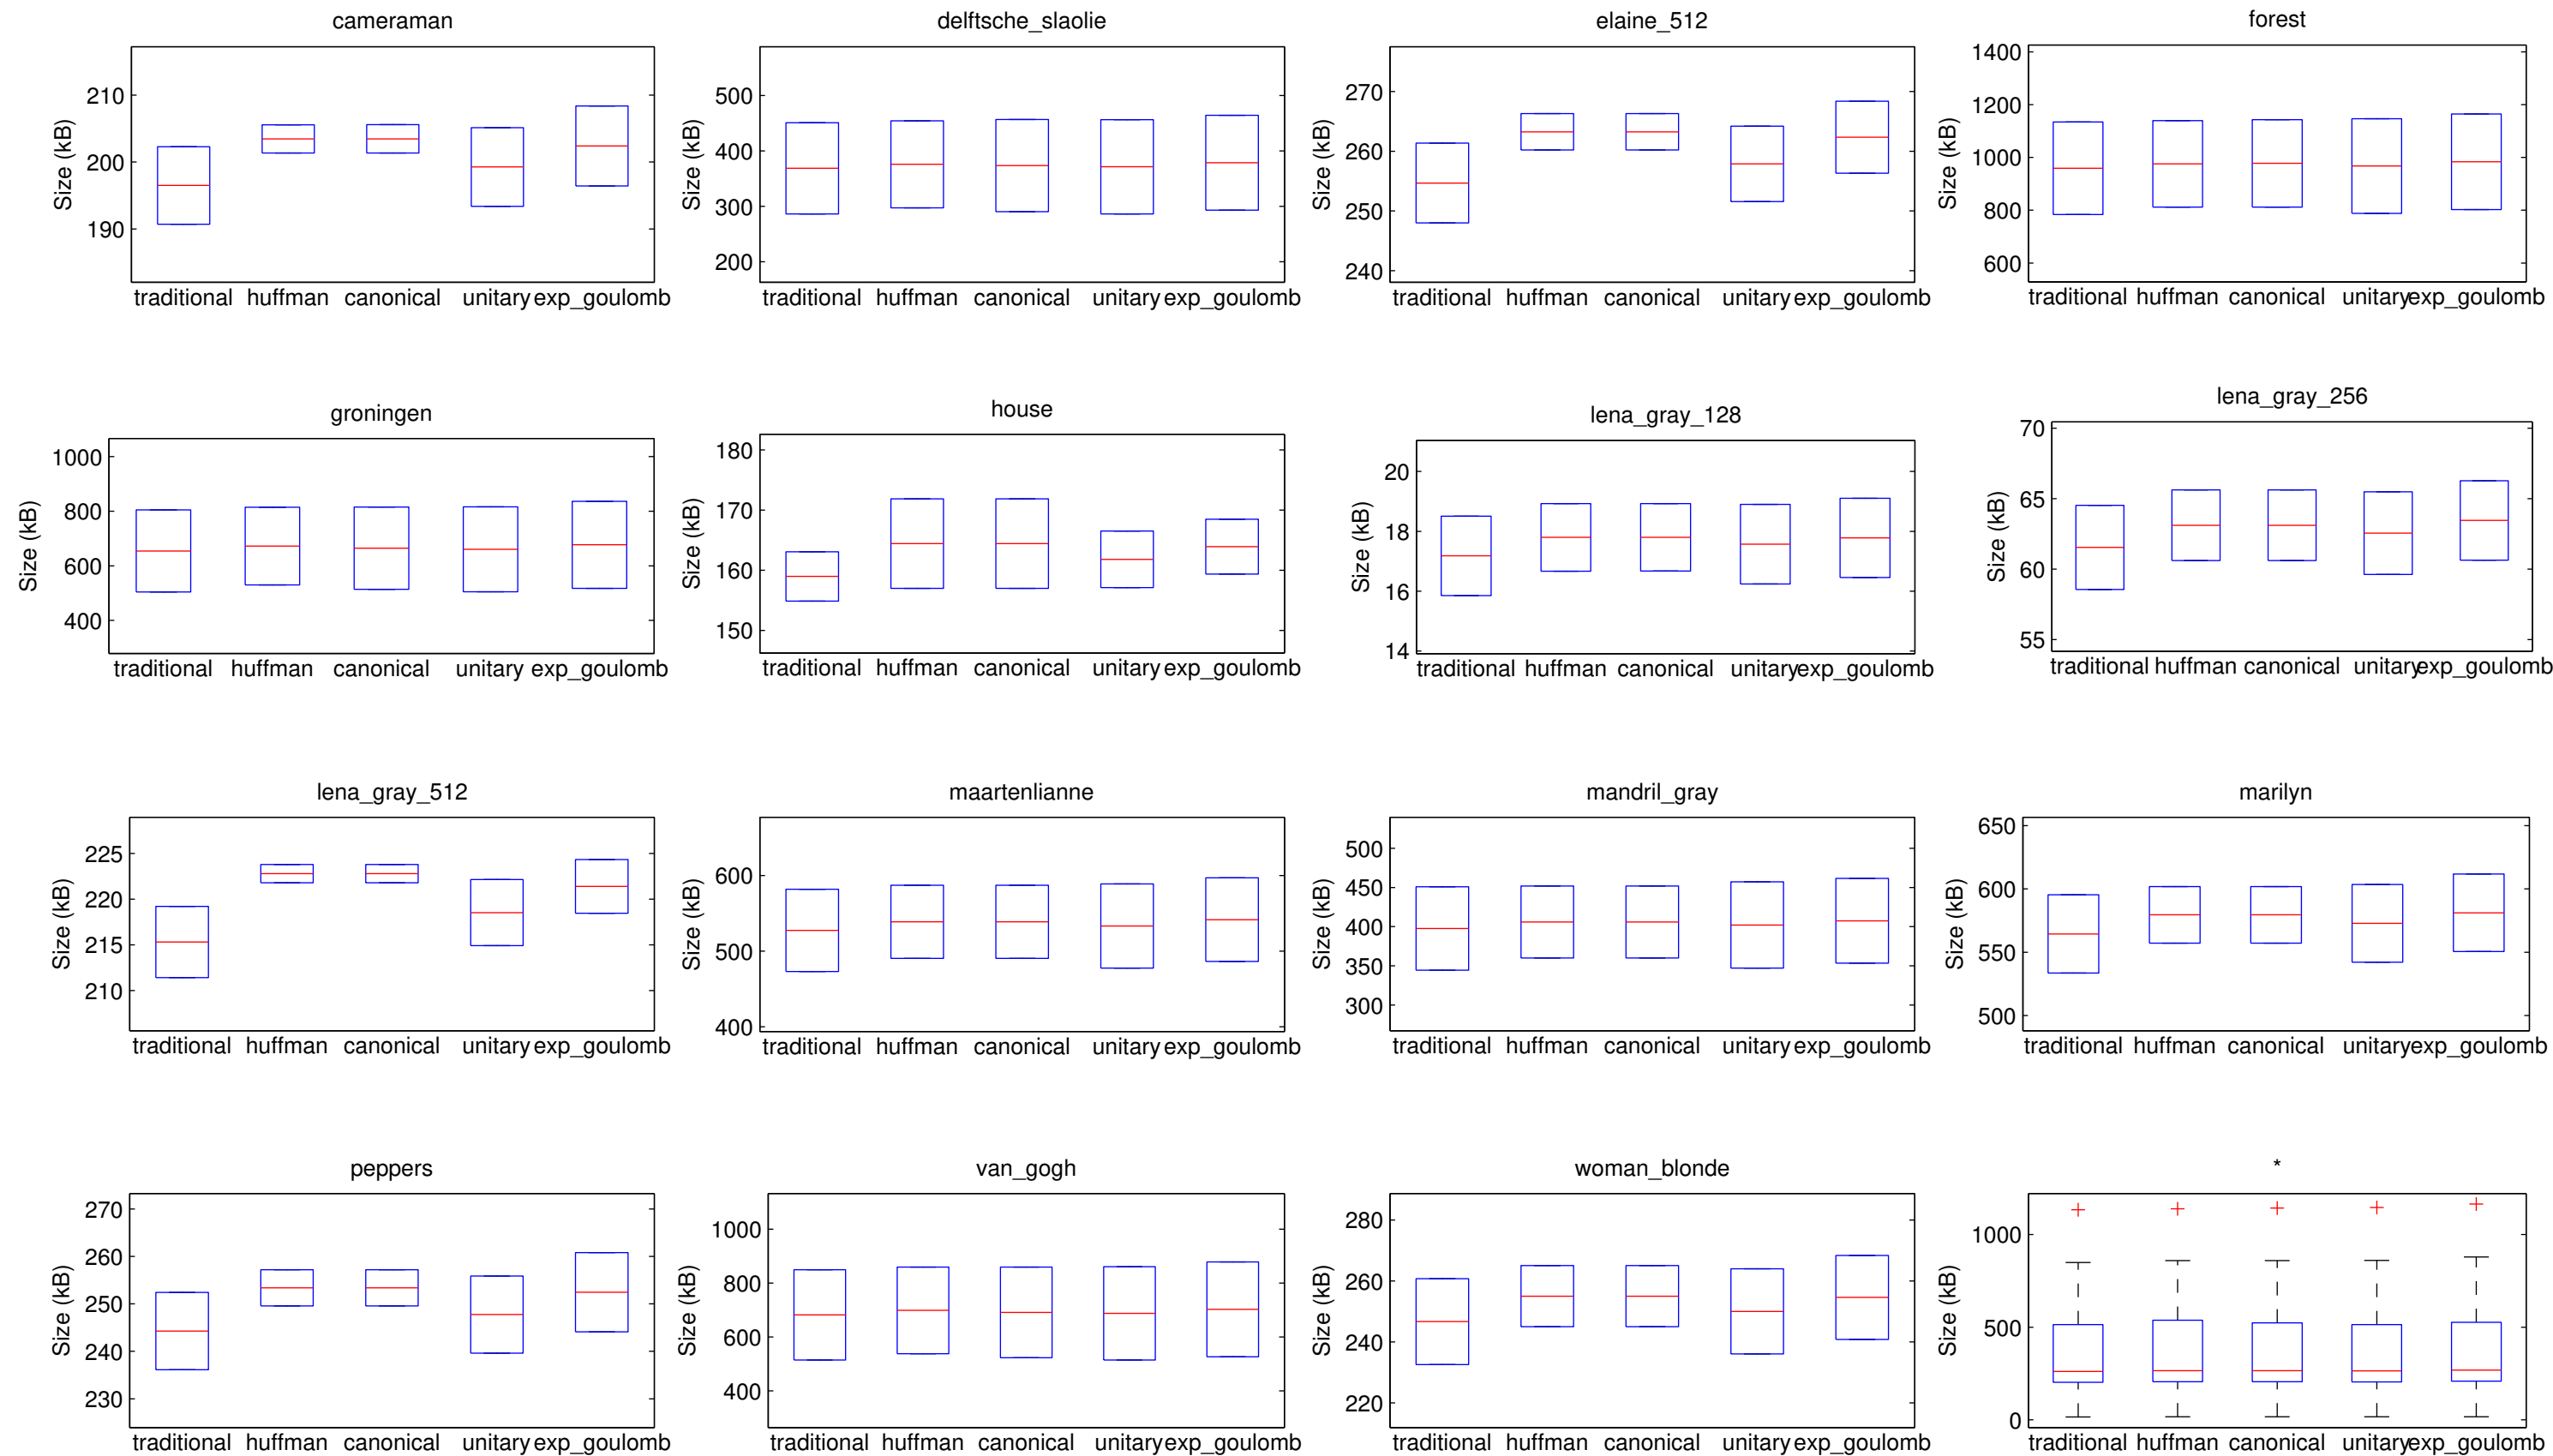 cameraman
Size (kB)
210
200
190
traditional huffman canonical unitary exp_goulomb
delftsche_slaolie
Size (kB)
500
400
300
200
traditional huffman canonical unitary exp_goulomb
elaine_512
Size (kB)
270
260
250
240
traditional huffman canonical unitary exp_goulomb
forest
Size (kB)
1400
1200
1000
800
600
traditional huffman canonical unitary exp_goulomb
groningen
Size (kB)
1000
800
600
400
traditional huffman canonical unitary exp_goulomb
house
Size (kB)
180
170
160
150
traditional huffman canonical unitary exp_goulomb
lena_gray_128
Size (kB)
20
18
16
14
traditional huffman canonical unitary exp_goulomb
lena_gray_256
Size (kB)
70
65
60
55
traditional huffman canonical unitary exp_goulomb
lena_gray_512
Size (kB)
225
220
215
210
traditional huffman canonical unitary exp_goulomb
maartenlianne
Size (kB)
600
500
400
traditional huffman canonical unitary exp_goulomb
mandril_gray
Size (kB)
500
450
400
350
300
traditional huffman canonical unitary exp_goulomb
marilyn
Size (kB)
650
600
550
500
traditional huffman canonical unitary exp_goulomb
peppers
Size (kB)
270
260
250
240
230
traditional huffman canonical unitary exp_goulomb
van_gogh
Size (kB)
1000
800
600
400
traditional huffman canonical unitary exp_goulomb
woman_blonde
Size (kB)
280
260
240
220
traditional huffman canonical unitary exp_goulomb
*
Size (kB)
1000
500
0
traditional huffman canonical unitary exp_goulomb